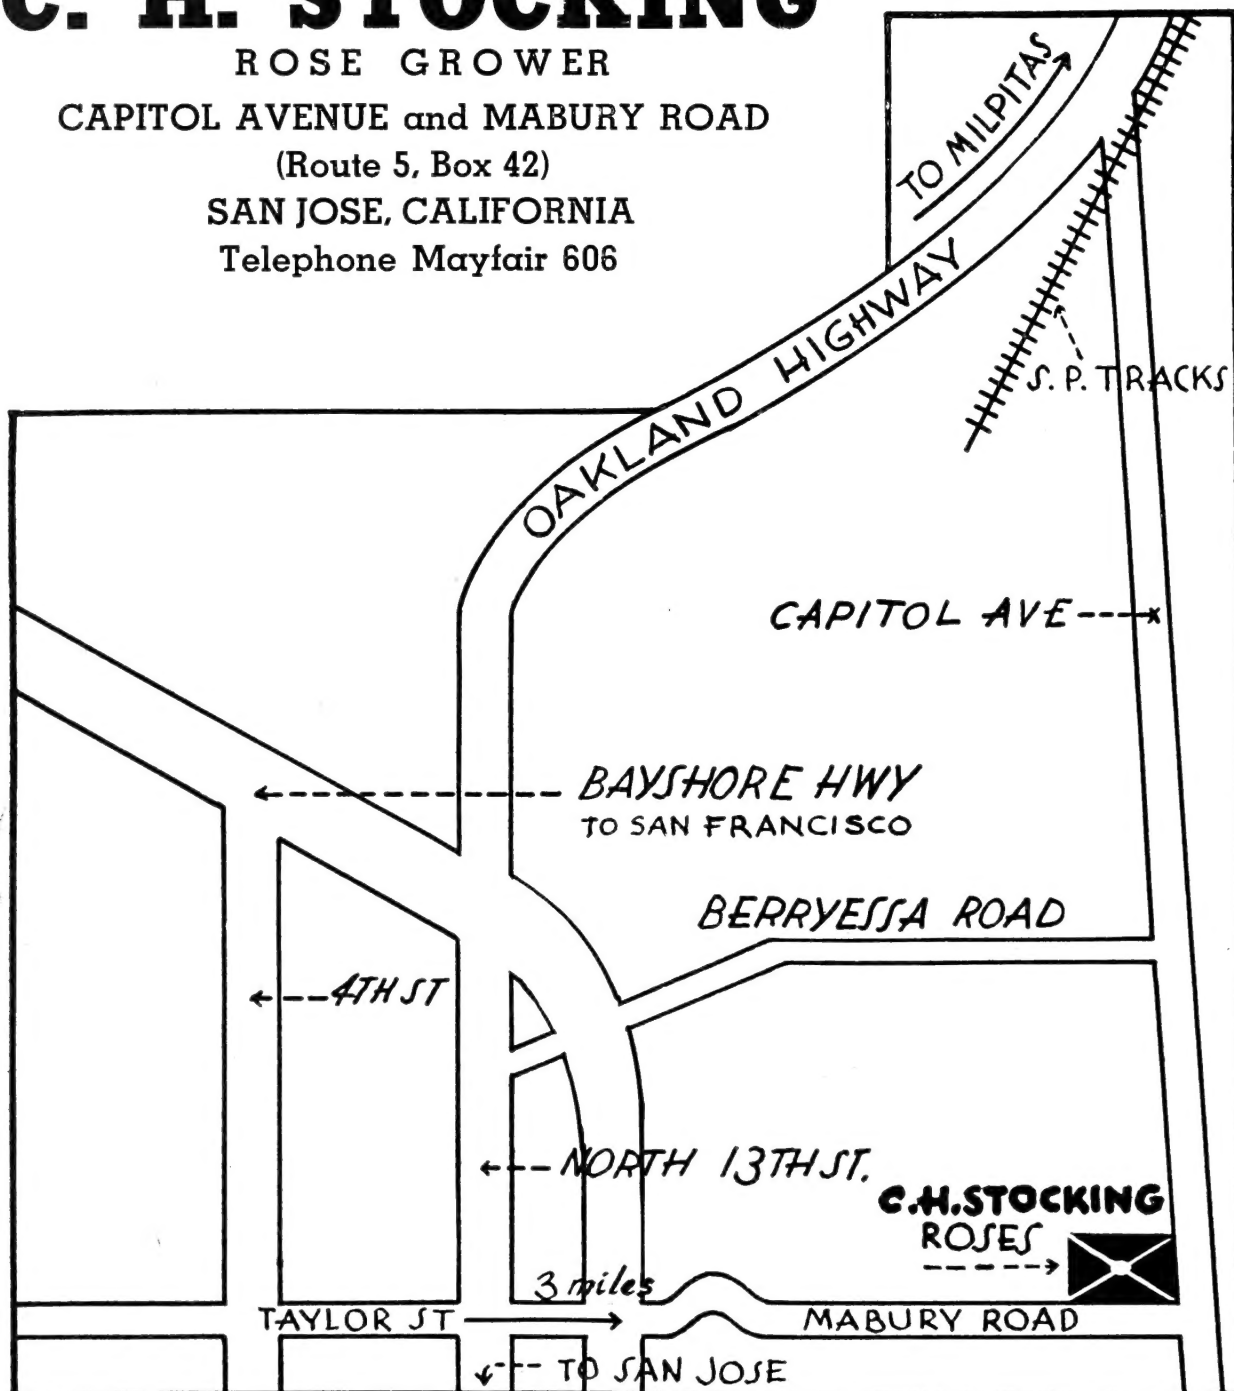 C. H. STOCKING
ROSE GROWER
CAPITOL AVENUE and MABURY ROAD
(Route 5, Box 42)
SAN JOSE, CALIFORNIA
Telephone Mayfair 606
TO MILPITAS
OAKLAND HIGHWAY
S. P. TRACKS
CAPITOL AVE
BAYSHORE HWY
TO SAN FRANCISCO
BERRYESSA ROAD
4TH ST
NORTH 13TH ST.
C.H.STOCKING
ROSES
3 miles
TAYLOR ST
MABURY ROAD
TO SAN JOSE